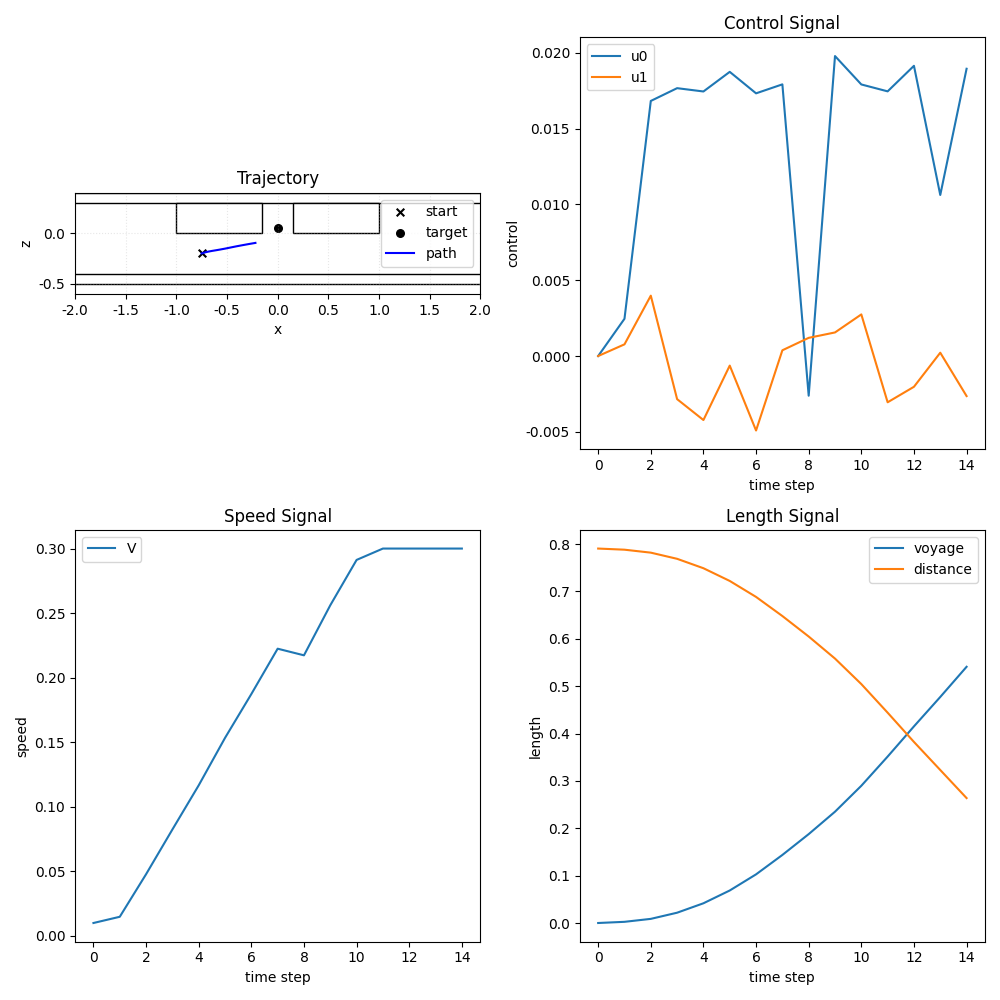 Trajectory
0.0
-0.5
z
-2.0 -1.5 -1.0 -0.5 0.0 0.5 1.0 1.5 2.0
x
start
target
path
Control Signal
0.020
0.015
0.010
0.005
0.000
-0.005
control
0 2 4 6 8 10 12 14
time step
u0
u1
Speed Signal
0.30
0.25
0.20
0.15
0.10
0.05
0.00
speed
0 2 4 6 8 10 12 14
time step
V
Length Signal
0.8
0.7
0.6
0.5
0.4
0.3
0.2
0.1
0.0
length
0 2 4 6 8 10 12 14
time step
voyage
distance